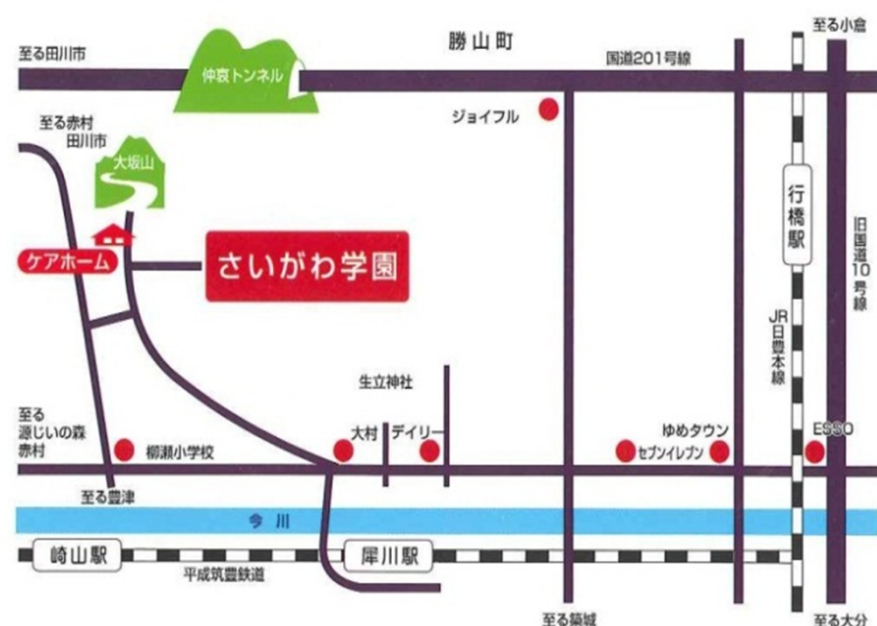 至る小倉
勝山町
至る田川市
国道201号線
仲哀トンネル
ジョイフル
至る赤村
田川市
大坂山
行橋駅
旧国道10号線
ケアホーム
さいがわ学園
JR日豊本線
生立神社
至る
源じいの森
赤村
柳瀬小学校
大村
デイリー
ゆめタウン
セブンイレブン
ESSO
至る豊津
今川
崎山駅
犀川駅
平成筑豊鉄道
至る築城
至る大分